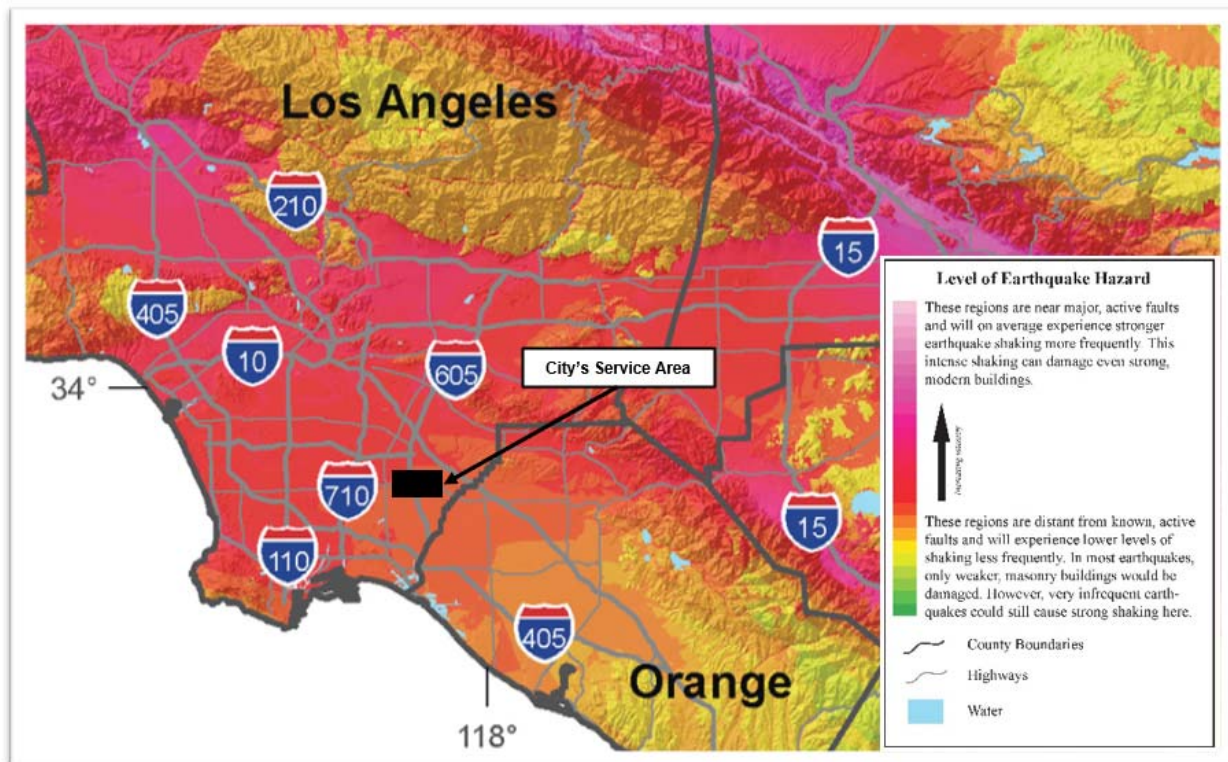 Los Angeles
210
15
405
10
605
City's Service Area
34°
710
15
110
405
Orange
118°
Level of Earthquake Hazard
These regions are near major, active faults
and will on average experience stronger
earthquake shaking more frequently. This
intense shaking can damage even strong,
modern buildings.
These regions are distant from known, active
faults and will experience lower levels of
shaking less frequently. In most earthquakes,
only weaker, masonry buildings would be
damaged. However, very infrequent earth-
quakes could still cause strong shaking here.
County Boundaries
Highways
Water